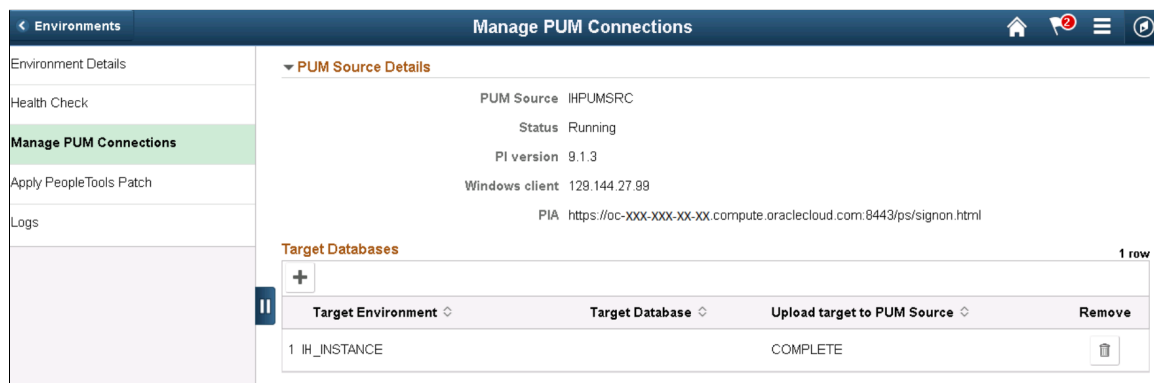 Environments
Manage PUM Connections
2
Environment Details
Health Check
Manage PUM Connections
Apply PeopleTools Patch
Logs
PUM Source Details
PUM Source IHPUMSRC
Status Running
PI version 9.1.3
Windows client 129.144.27.99
PIA https://oc-xxx-xxx-xx-xx.compute.oraclecloud.com:8443/ps/signon.html
Target Databases
1 row
Target Environment Target Database Upload target to PUM Source Remove
1 IH_INSTANCE COMPLETE